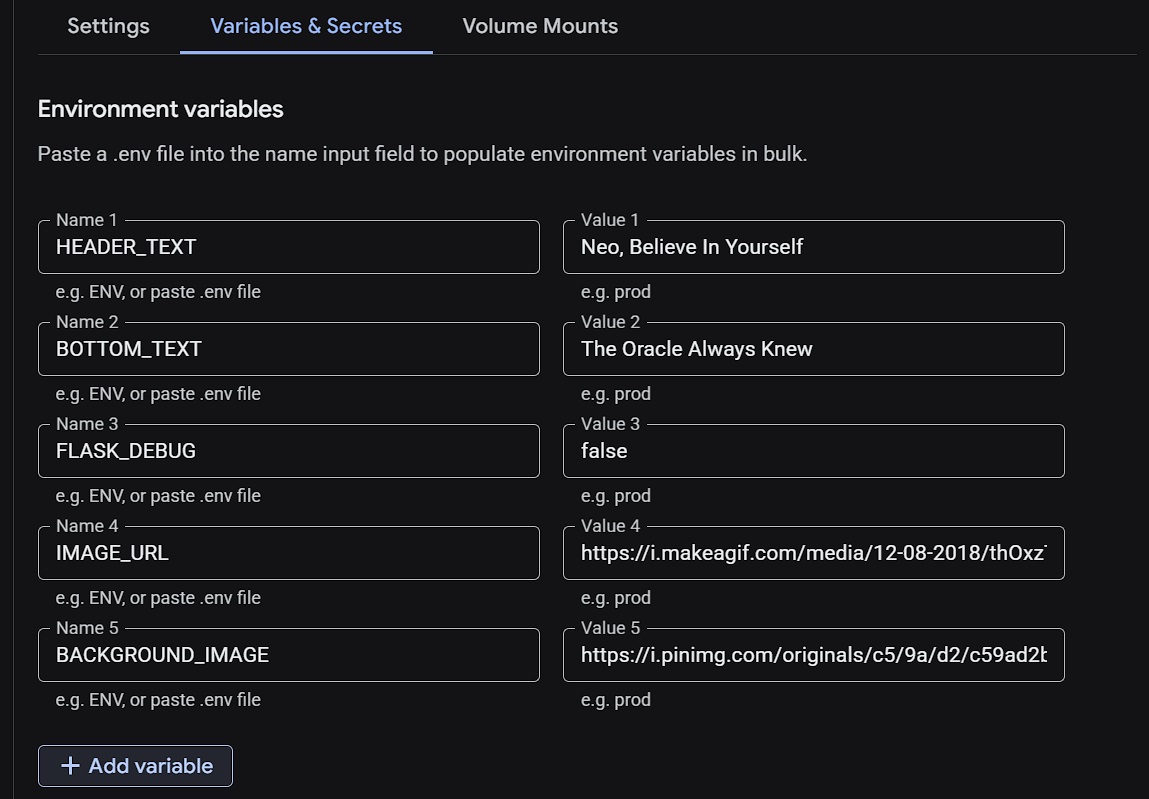 Settings Variables & Secrets Volume Mounts
Environment variables
Paste a .env file into the name input field to populate environment variables in bulk.
Name 1 Value 1
HEADER_TEXT Neo, Believe In Yourself
e.g. ENV, or paste .env file e.g. prod
Name 2 Value 2
BOTTOM_TEXT The Oracle Always Knew
e.g. ENV, or paste .env file e.g. prod
Name 3 Value 3
FLASK_DEBUG false
e.g. ENV, or paste .env file e.g. prod
Name 4 Value 4
IMAGE_URL https://i.makeagif.com/media/12-08-2018/thOxz
e.g. ENV, or paste .env file e.g. prod
Name 5 Value 5
BACKGROUND_IMAGE https://i.pinimg.com/originals/c5/9a/d2/c59ad2
e.g. ENV, or paste .env file e.g. prod
+ Add variable